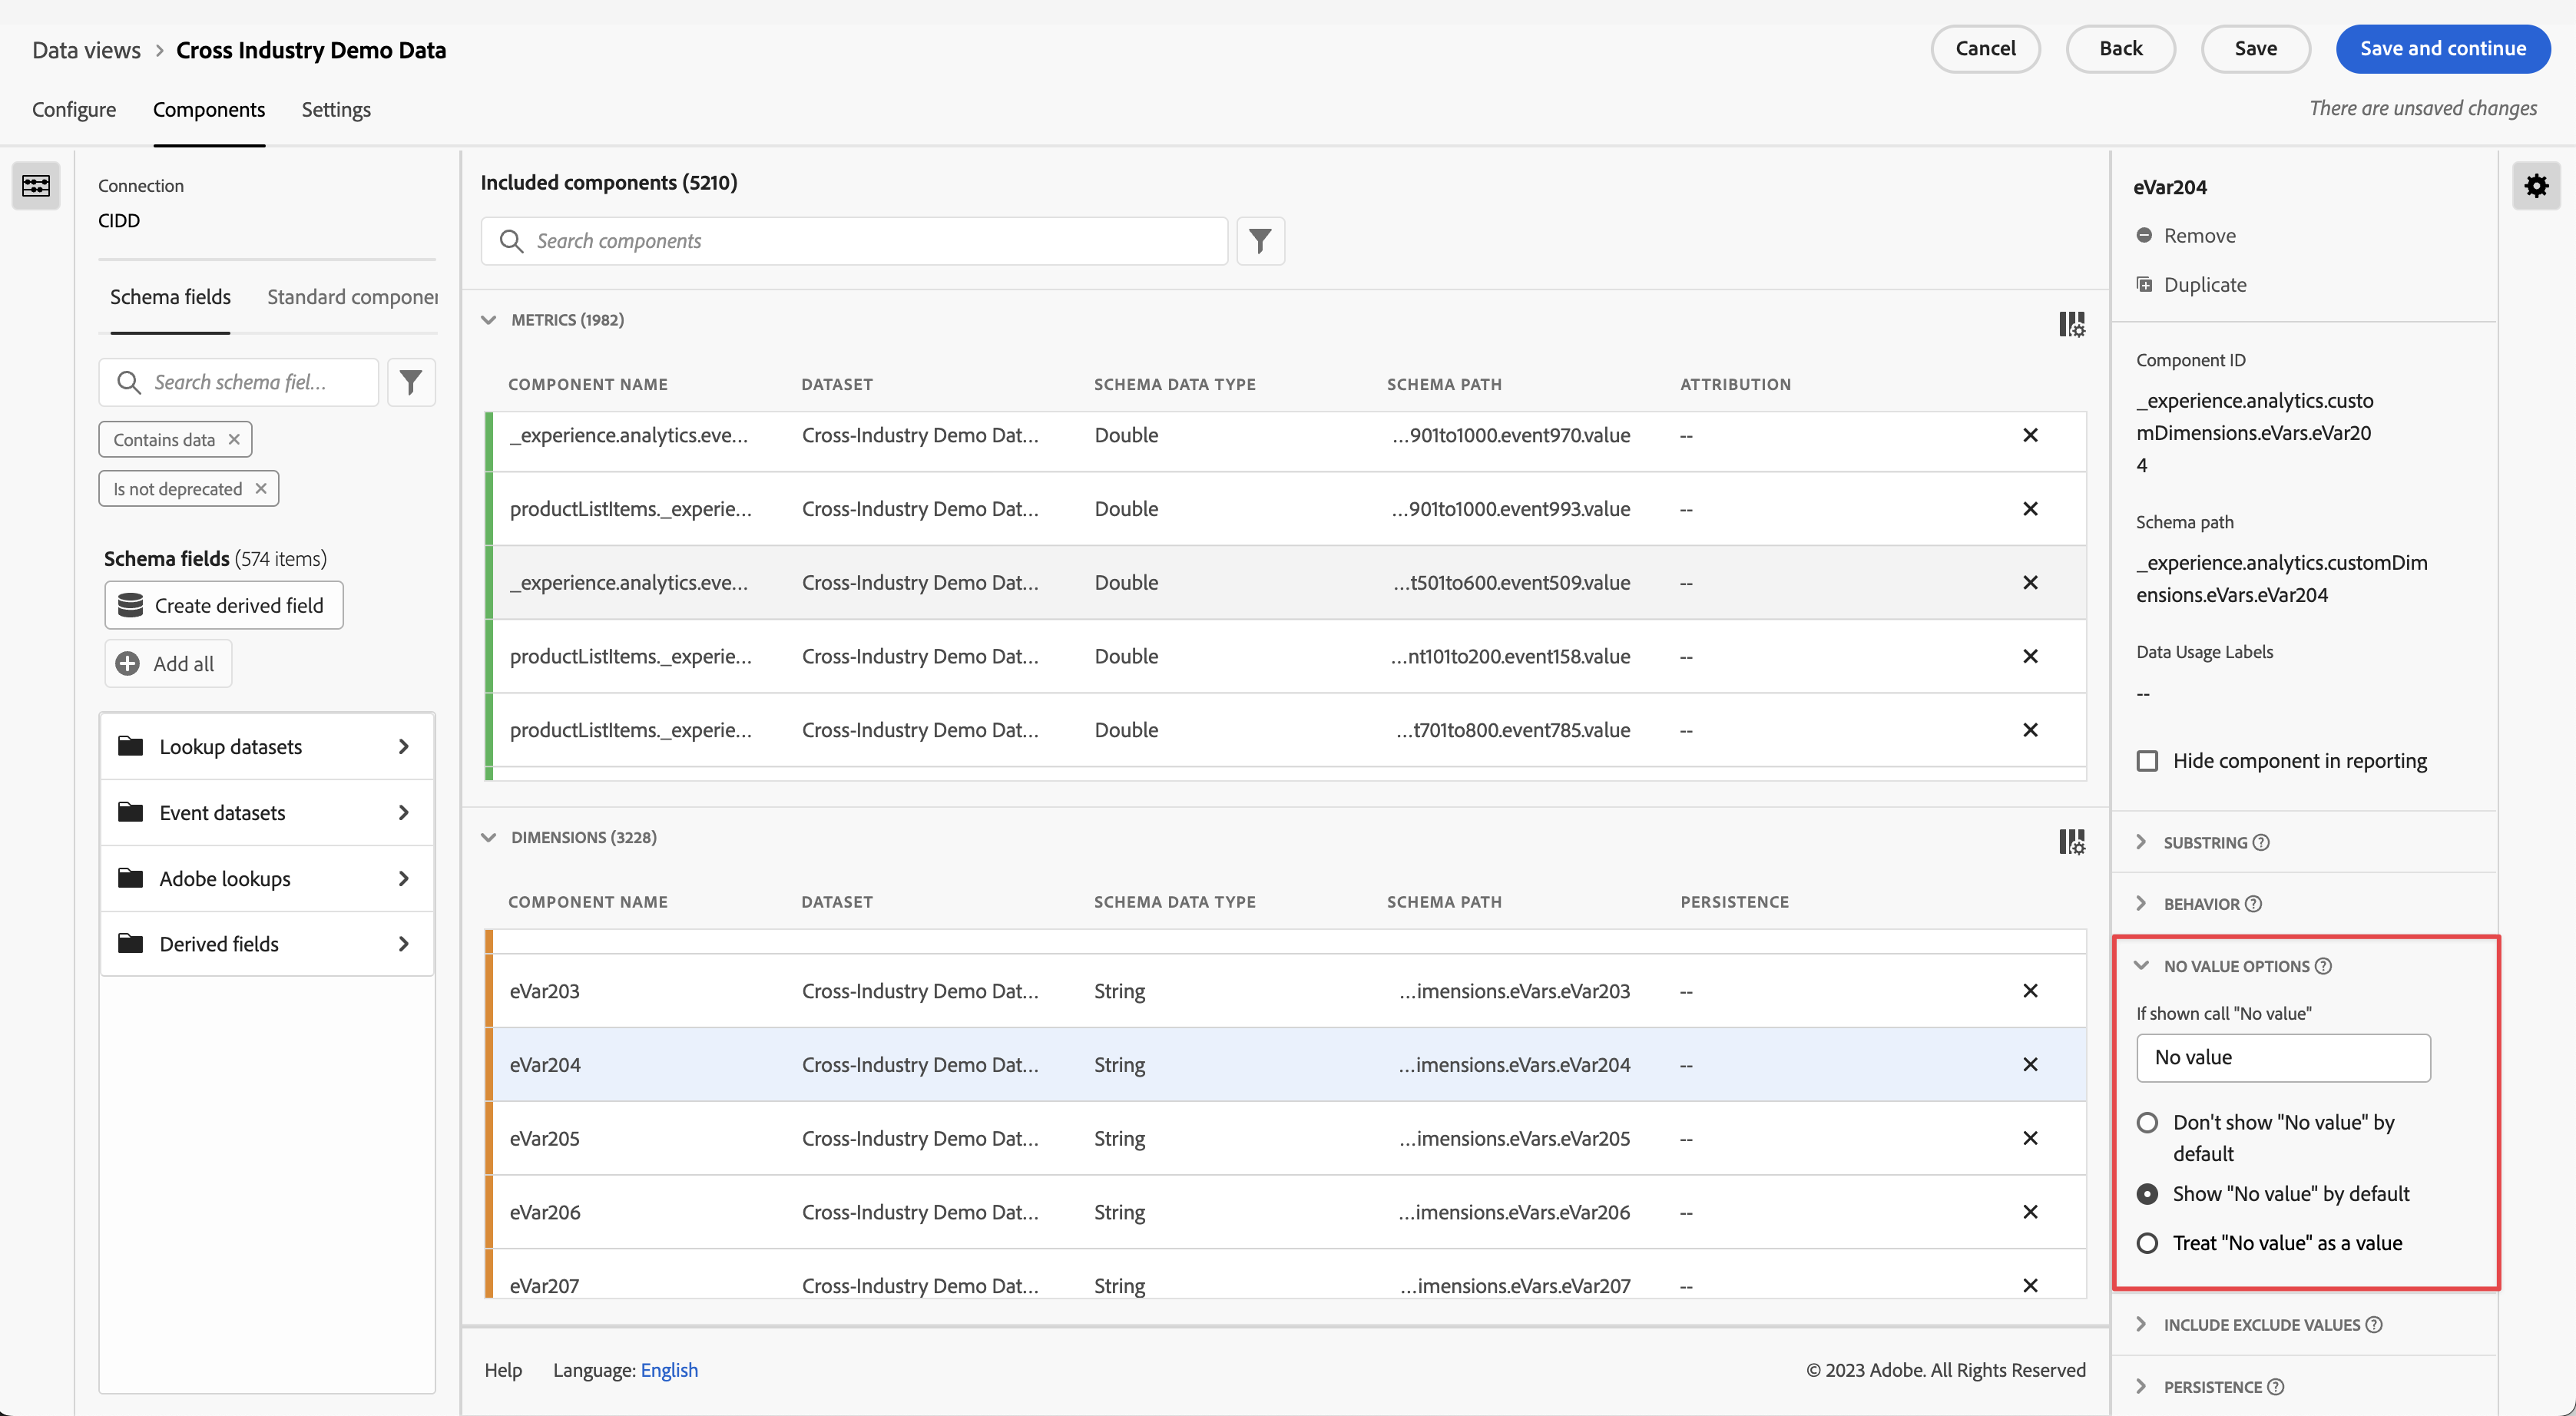 Data views > Cross Industry Demo Data
Cancel
Back
Save
Save and continue
Configure
Components
Settings
There are unsaved changes
Connection
CIDD
Schema fields
Standard componen
Search schema fiel...
Contains data
Is not deprecated
Schema fields (574 items)
Create derived field
Add all
Lookup datasets
Event datasets
Adobe lookups
Derived fields
Included components (5210)
Search components
METRICS (1982)
COMPONENT NAME DATASET SCHEMA DATA TYPE SCHEMA PATH ATTRIBUTION
_experience.analytics.eve... Cross-Industry Demo Dat... Double ...901to1000.event970.value --
productListItems._experie... Cross-Industry Demo Dat... Double ...901to1000.event993.value --
_experience.analytics.eve... Cross-Industry Demo Dat... Double ...t501to600.event509.value --
productListItems._experie... Cross-Industry Demo Dat... Double ...nt101to200.event158.value --
productListItems._experie... Cross-Industry Demo Dat... Double ...t701to800.event785.value --
DIMENSIONS (3228)
COMPONENT NAME DATASET SCHEMA DATA TYPE SCHEMA PATH PERSISTENCE
eVar203 Cross-Industry Demo Dat... String ...imensions.eVars.eVar203 --
eVar204 Cross-Industry Demo Dat... String ...imensions.eVars.eVar204 --
eVar205 Cross-Industry Demo Dat... String ...imensions.eVars.eVar205 --
eVar206 Cross-Industry Demo Dat... String ...imensions.eVars.eVar206 --
eVar207 Cross-Industry Demo Dat... String ...imensions.eVars.eVar207 --
Help
Language: English
© 2023 Adobe. All Rights Reserved
eVar204
Remove
Duplicate
Component ID
_experience.analytics.custo
mDimensions.eVars.eVar20
4
Schema path
_experience.analytics.customDim
ensions.eVars.eVar204
Data Usage Labels
--
Hide component in reporting
SUBSTRING
BEHAVIOR
NO VALUE OPTIONS
If shown call "No value"
No value
Don't show "No value" by
default
Show "No value" by default
Treat "No value" as a value
INCLUDE EXCLUDE VALUES
PERSISTENCE